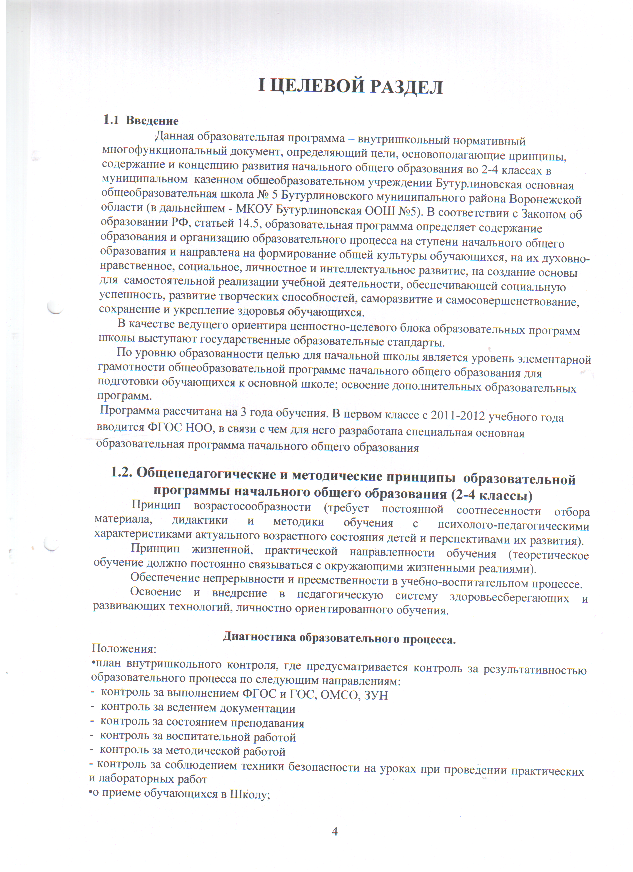 I ЦЕЛЕВОЙ РАЗДЕЛ
1.1 Введение
Данная образовательная программа – внутришкольный нормативный
многофункциональный документ, определяющий цели, основополагающие принципы,
содержание и концепцию развития начального общего образования во 2-4 классах в
муниципальном казенном общеобразовательном учреждении Бутурлиновская основная
общеобразовательная школа № 5 Бутурлиновского муниципального района Воронежской
области (в дальнейшем - МКОУ Бутурлиновская ООШ №5). В соответствии с Законом об
образовании РФ, статьей 14.5, образовательная программа определяет содержание
образования и организацию образовательного процесса на ступени начального общего
образования и направлена на формирование общей культуры обучающихся, на их духовно-
нравственное, социальное, личностное и интеллектуальное развитие, на создание основы
для самостоятельной реализации учебной деятельности, обеспечивающей социальную
успешность, развитие творческих способностей, саморазвитие и самосовершенствование,
сохранение и укрепление здоровья обучающихся.
В качестве ведущего ориентира ценностно-целевого блока образовательных программ
школы выступают государственные образовательные стандарты.
По уровню образованности целью для начальной школы является уровень элементарной
грамотности общеобразовательной программе начального общего образования для
подготовки обучающихся к основной школе; освоение дополнительных образовательных
программ.
Программа рассчитана на 3 года обучения. В первом классе с 2011-2012 учебного года
вводится ФГОС НОО, в связи с чем для него разработана специальная основная
образовательная программа начального общего образования
1.2. Общепедагогические и методические принципы образовательной
программы начального общего образования (2-4 классы)
Принцип возрастосообразности (требует постоянной соотнесенности отбора
материала, дидактики и методики обучения с психолого-педагогическими
характеристиками актуального возрастного состояния детей и перспективами их развития).
Принцип жизненной, практической направленности обучения (теоретическое
обучение должно постоянно связываться с окружающими жизненными реалиями).
Обеспечение непрерывности и преемственности в учебно-воспитательном процессе.
Освоение и внедрение в педагогическую систему здоровьесберегающих и
развивающих технологий, личностно ориентированного обучения.
Диагностика образовательного процесса.
Положения:
•план внутришкольного контроля, где предусматривается контроль за результативностью
образовательного процесса по следующим направлениям:
- контроль за выполнением ФГОС и ГОС, ОМСО, ЗУН
- контроль за ведением документации
- контроль за состоянием преподавания
- контроль за воспитательной работой
- контроль за методической работой
- контроль за соблюдением техники безопасности на уроках при проведении практических
и лабораторных работ
•о приеме обучающихся в Школу;
4